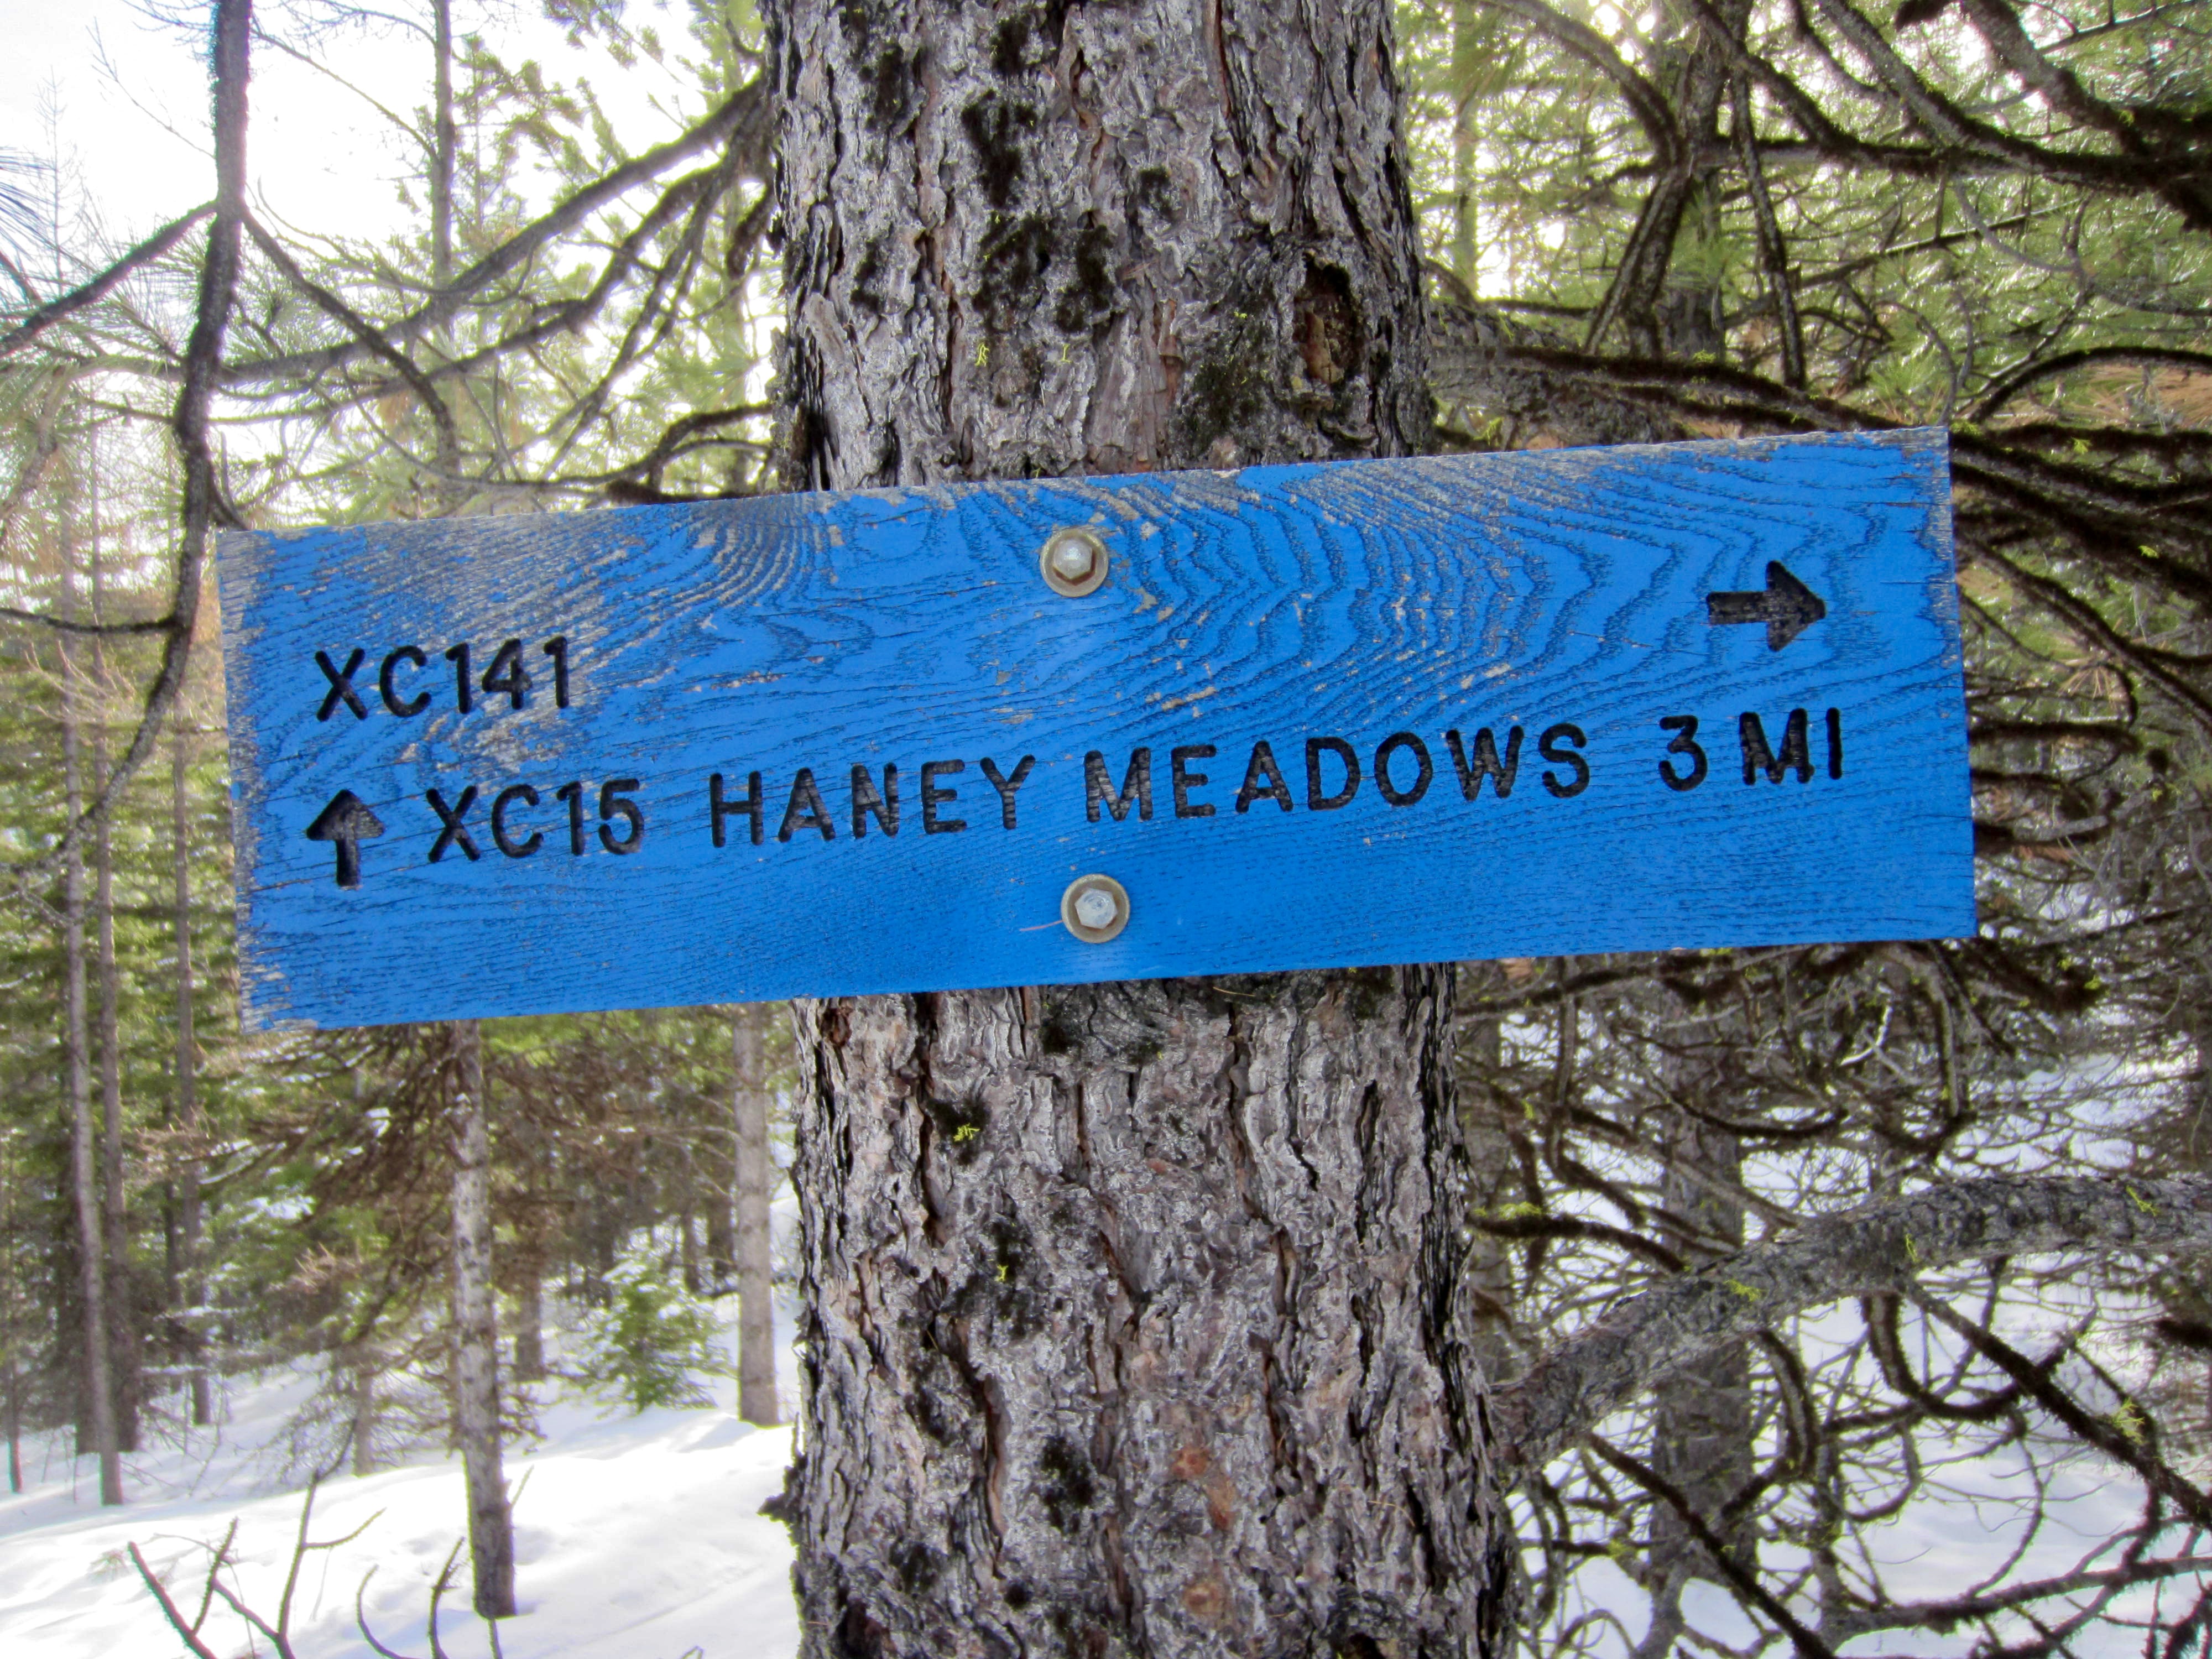 XC141 →
↑ XC15 HANEY MEADOWS 3 MI